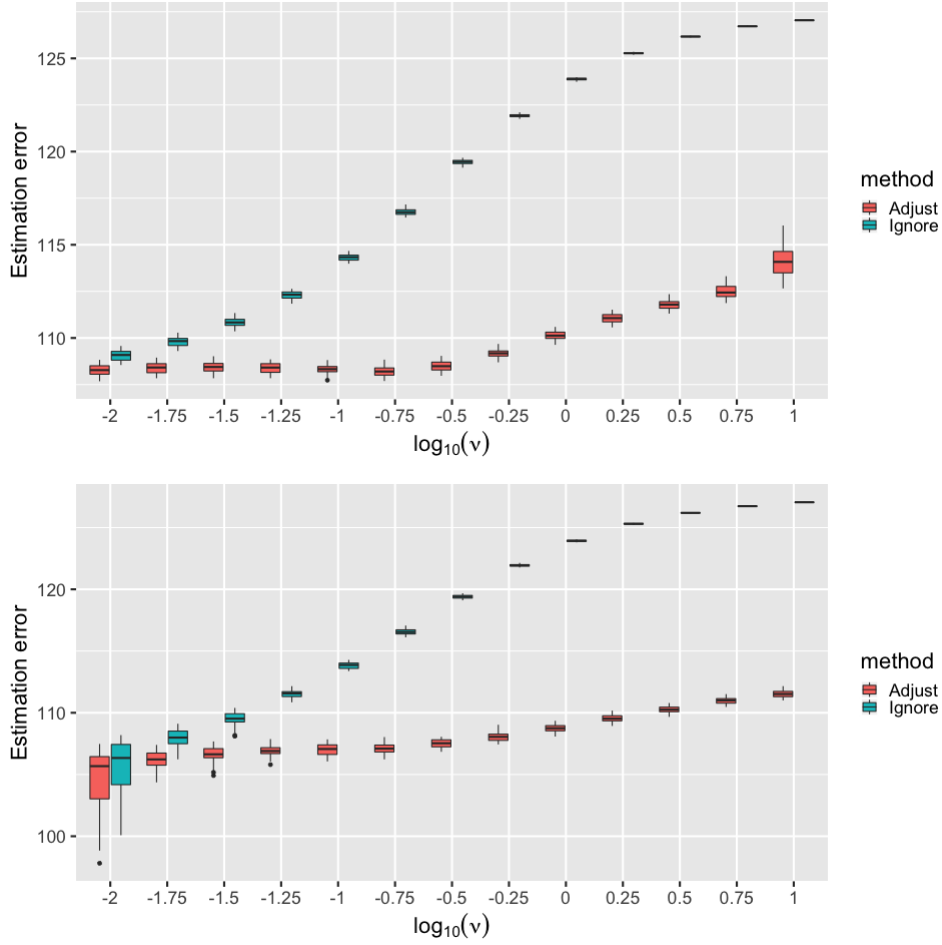 125
120
115
110
Estimation error
-2 -1.75 -1.5 -1.25 -1 -0.75 -0.5 -0.25 0 0.25 0.5 0.75 1
log₁₀(ν)
method
Adjust
Ignore
120
110
100
Estimation error
-2 -1.75 -1.5 -1.25 -1 -0.75 -0.5 -0.25 0 0.25 0.5 0.75 1
log₁₀(ν)
method
Adjust
Ignore